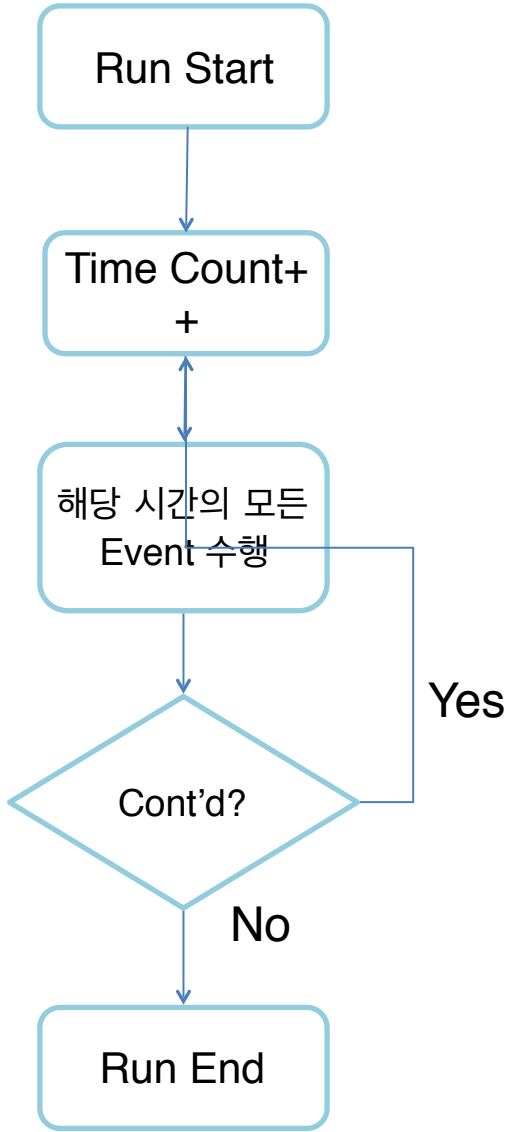 Run Start
Time Count+
+
해당 시간의 모든
Event 수행
Yes
Cont’d?
No
Run End